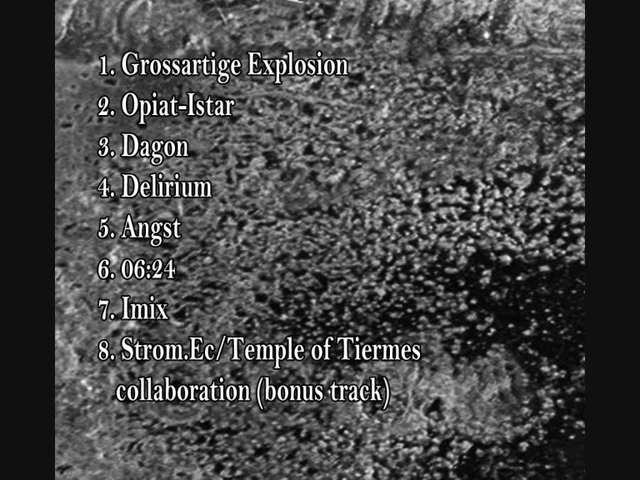 1. Grossartige Explosion
2. Opiat-Istar
3. Dagon
4. Delirium
5. Angst
6. 06:24
7. Imix
8. Strom.Ec/Temple of Tiermes
collaboration (bonus track)